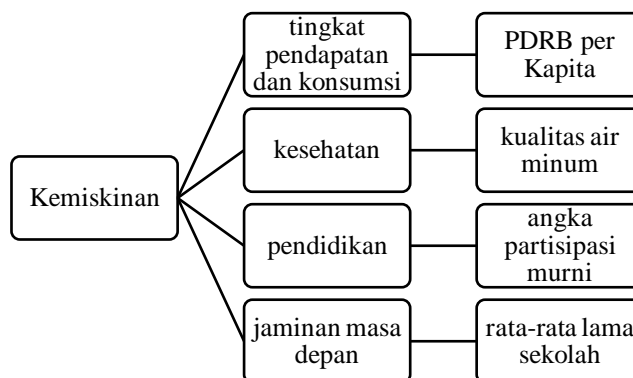 tingkat
pendapatan
dan konsumsi
PDRB per
Kapita
kesehatan
kualitas air
minum
Kemiskinan
pendidikan
angka
partisipasi
murni
jaminan masa
depan
rata-rata lama
sekolah